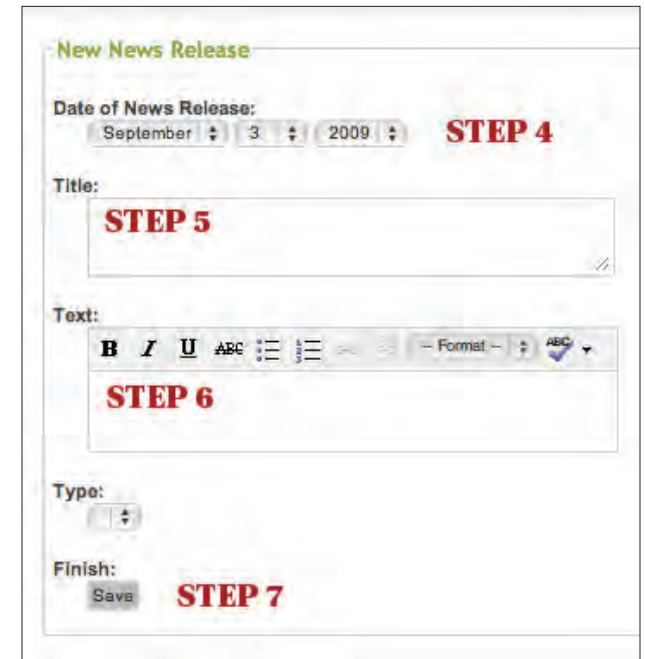 New News Release
Date of News Release:
September 3 2009 STEP 4
Title:
STEP 5
Text:
B I U ABC -- Format -- ABC
STEP 6
Type:
Finish:
Save STEP 7